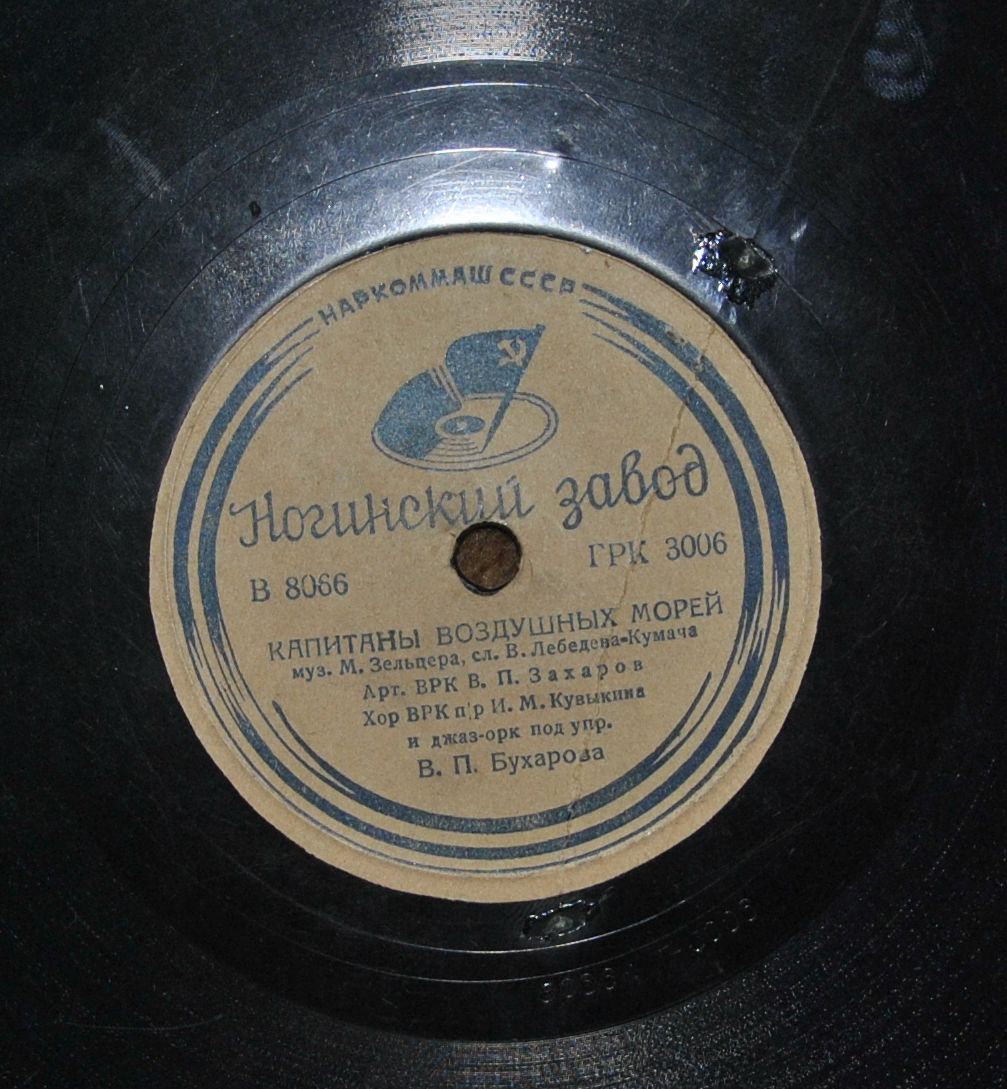 НАРКОММАШ СССР
Ногинский завод
В 8066
ГРК 3006
КАПИТАНЫ ВОЗДУШНЫХ МОРЕЙ
муз. М. Зельцера, сл. В. Лебедева-Кумача
Арт. ВРК В. П. Захаров
Хор ВРК п/р И. М. Кувыкина
и джаз-орк под упр.
В. П. Бухарова